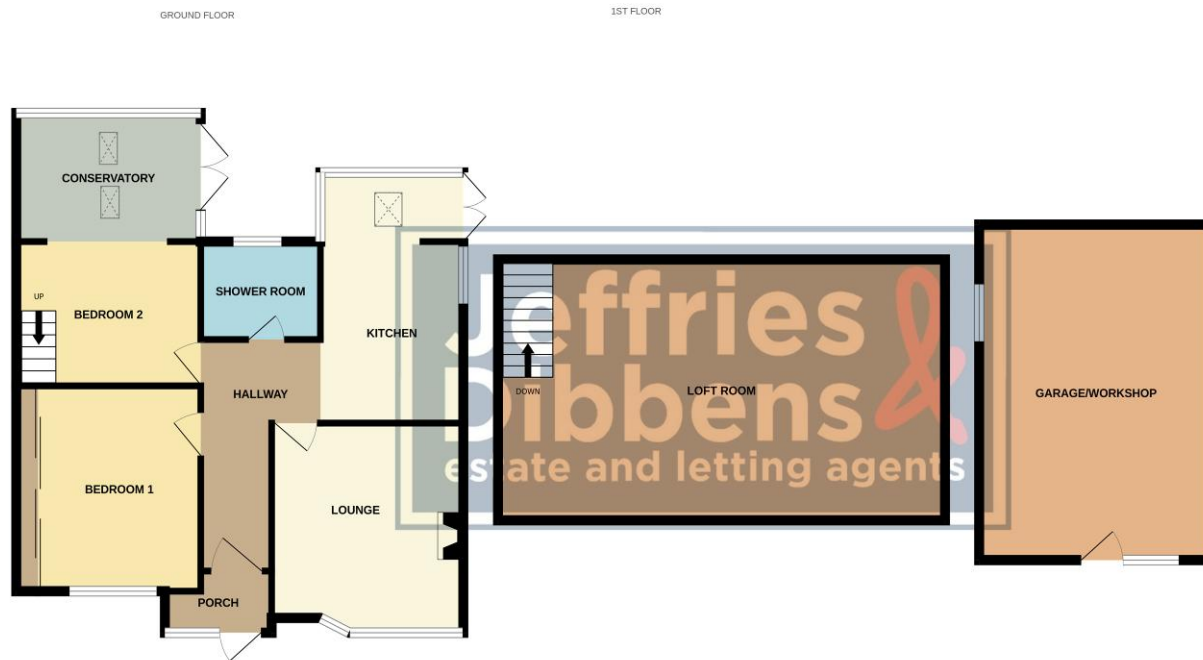 GROUND FLOOR
1ST FLOOR
CONSERVATORY
SHOWER ROOM
UP
BEDROOM 2
KITCHEN
HALLWAY
BEDROOM 1
LOUNGE
PORCH
Jeffries &
Dibbens
estate and letting agents
DOWN
LOFT ROOM
GARAGE/WORKSHOP